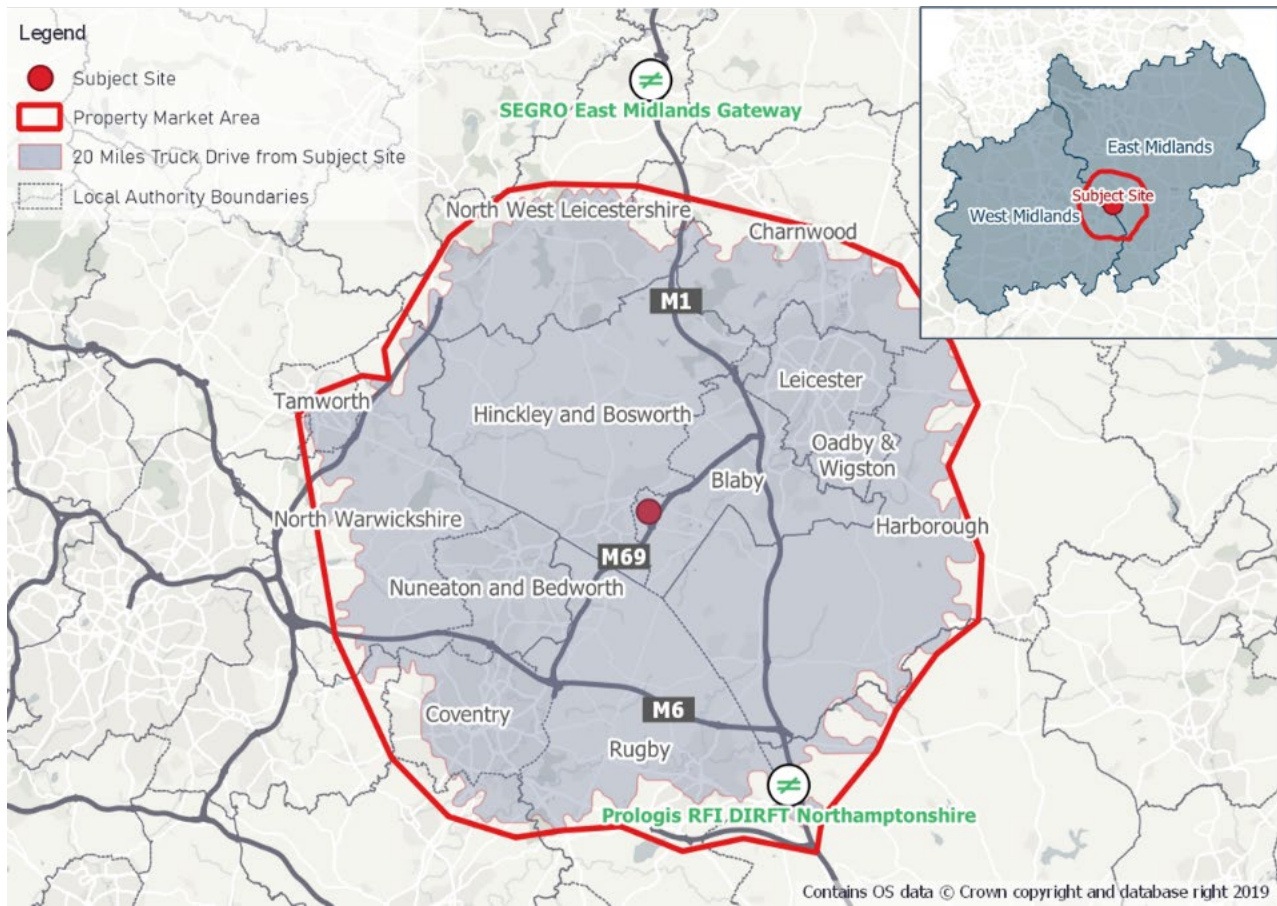 Legend
Subject Site
Property Market Area
20 Miles Truck Drive from Subject Site
Local Authority Boundaries
SEGRO East Midlands Gateway
East Midlands
Subject Site
West Midlands
North West Leicestershire
Charnwood
M1
Leicester
Tamworth
Hinckley and Bosworth
Oadby &
Wigston
Blaby
North Warwickshire
Harborough
M69
Nuneaton and Bedworth
M6
Coventry
Rugby
Prologis RFI DIRFT Northamptonshire
Contains OS data © Crown copyright and database right 2019